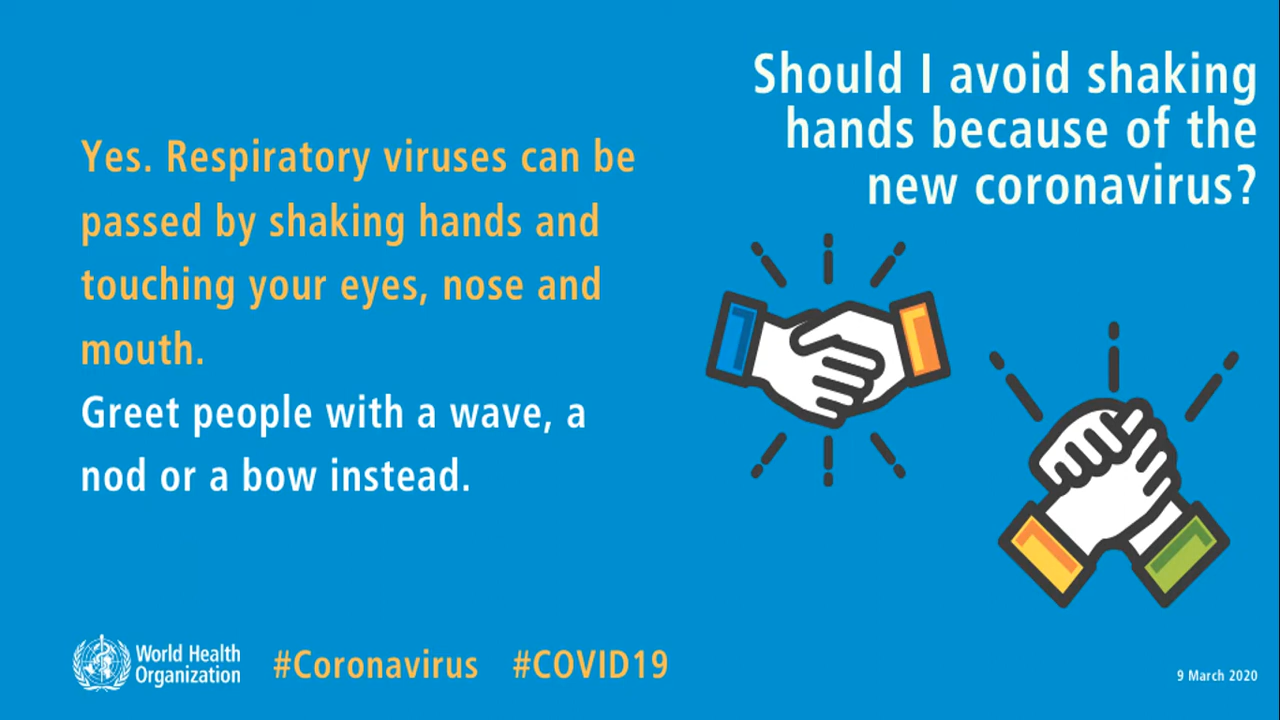 Should I avoid shaking
hands because of the
new coronavirus?
Yes. Respiratory viruses can be
passed by shaking hands and
touching your eyes, nose and
mouth.
Greet people with a wave, a
nod or a bow instead.
World Health
Organization
#Coronavirus #COVID19
9 March 2020